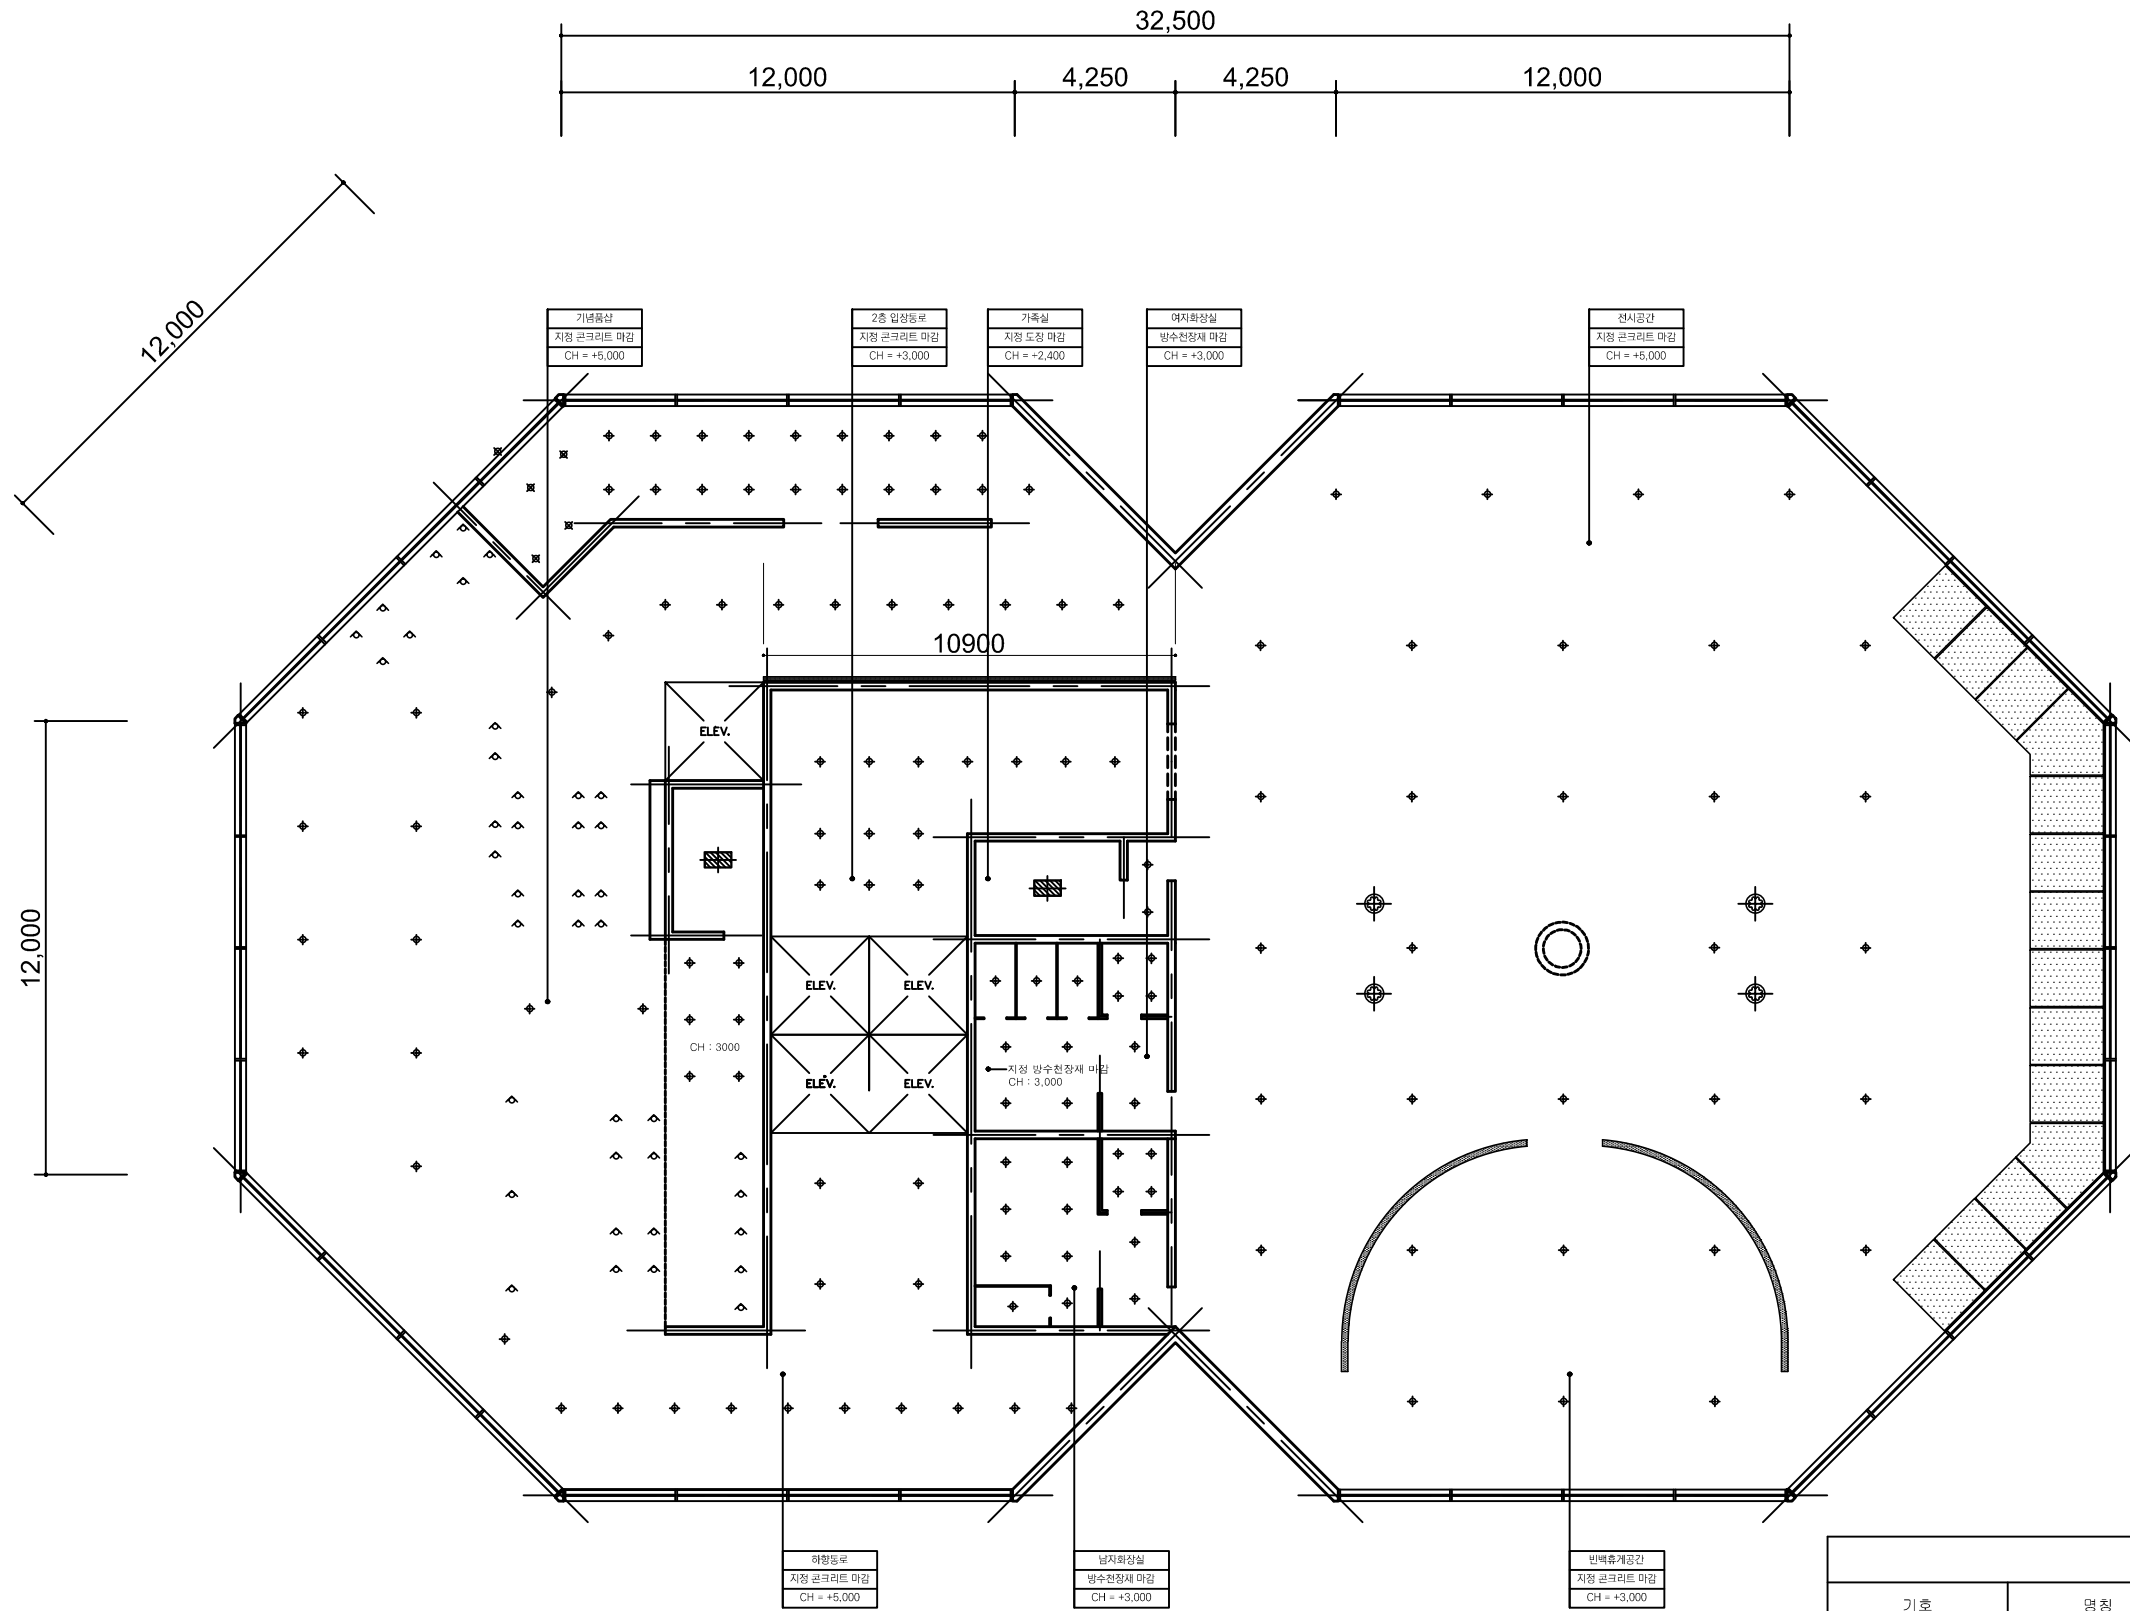 32,500
12,000
4,250
4,250
12,000
12,000
기념품샵
지정 콘크리트 마감
CH = +5,000
2층 입장동로
지정 콘크리트 마감
CH = +3,000
가족실
지정 도장 마감
CH = +2,400
여자화장실
방수천장재 마감
CH = +3,000
전시공간
지정 콘크리트 마감
CH = +5,000
10900
ELEV.
12,000
ELEV.
ELEV.
CH : 3000
지정 방수천장재 마감
CH : 3,000
ELEV.
ELEV.
하향동로
지정 콘크리트 마감
CH = +5,000
남자화장실
방수천장재 마감
CH = +3,000
빈백휴게공간
지정 콘크리트 마감
CH = +3,000
기호
명칭